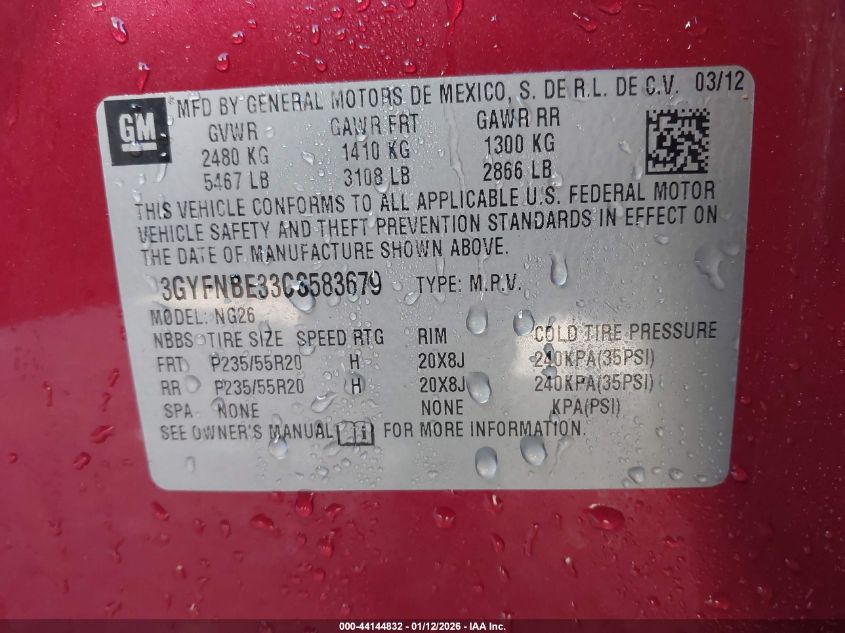 GM
MFD BY GENERAL MOTORS DE MEXICO, S. DE R.L. DE C.V. 03/12
GVWR GAWR FRT GAWR RR
2480 KG 1410 KG 1300 KG
5467 LB 3108 LB 2866 LB
THIS VEHICLE CONFORMS TO ALL APPLICABLE U.S. FEDERAL MOTOR
VEHICLE SAFETY AND THEFT PREVENTION STANDARDS IN EFFECT ON
THE DATE OF MANUFACTURE SHOWN ABOVE.
3GYFNBE33CS583679 TYPE: M.P.V.
MODEL: NG26
NBBS TIRE SIZE SPEED RTG RIM COLD TIRE PRESSURE
FRT P235/55R20 H 20X8J 240KPA(35PSI)
RR P235/55R20 H 20X8J 240KPA(35PSI)
SPA NONE NONE KPA(PSI)
SEE OWNER'S MANUAL FOR MORE INFORMATION.
000-44144832 - 01/12/2026 - IAA Inc.